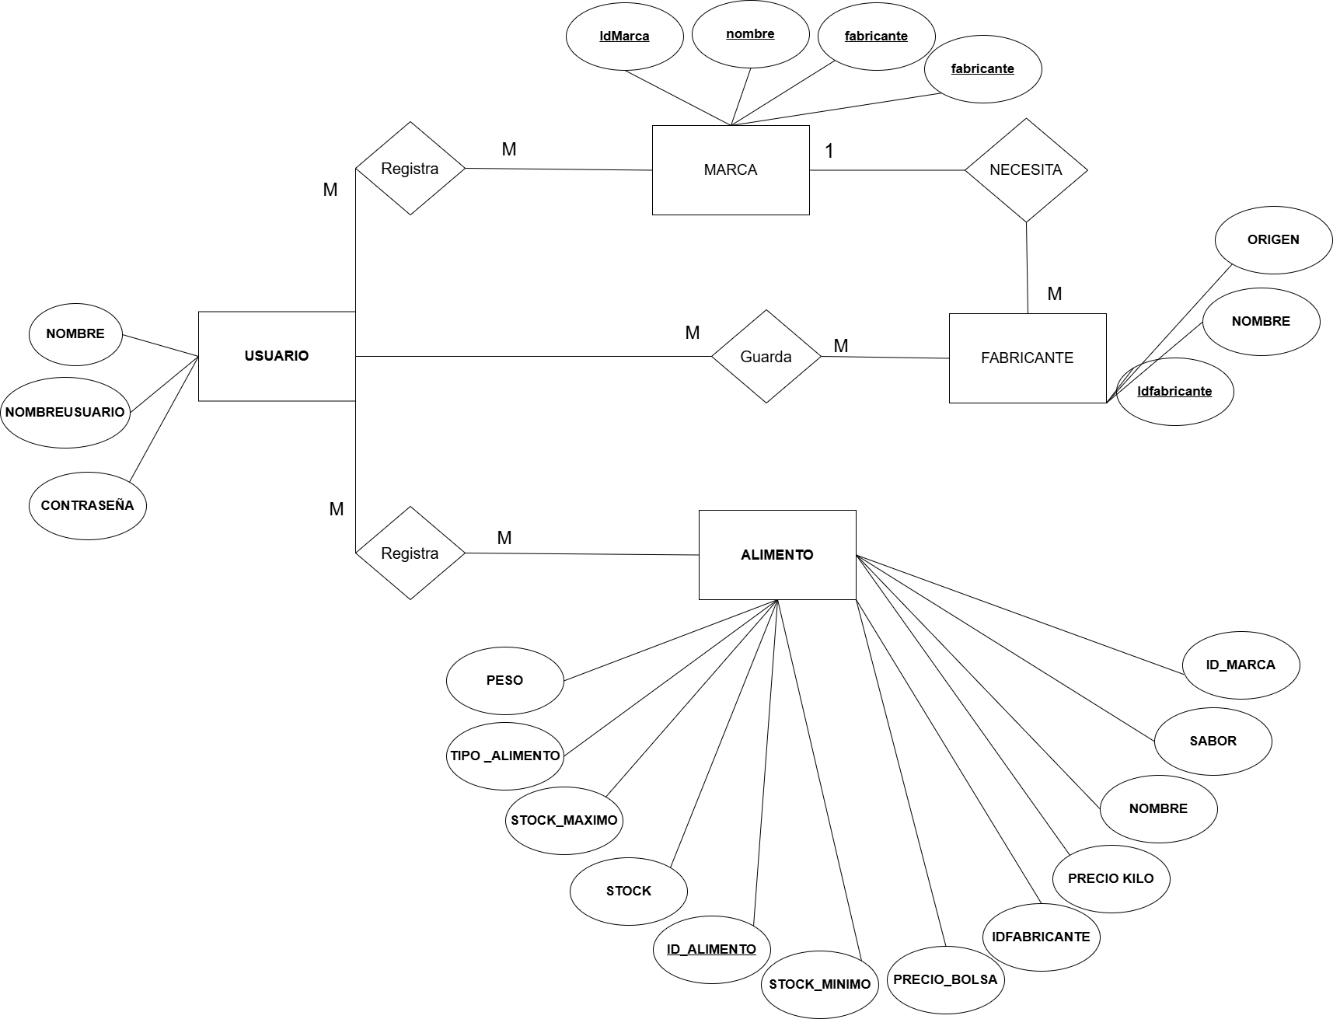 IdMarca
nombre
fabricante
fabricante
Registra
M
MARCA
1
NECESITA
M
ORIGEN
M
NOMBRE
NOMBRE
USUARIO
M
Guarda
M
FABRICANTE
Idfabricante
NOMBREUSUARIO
CONTRASEÑA
M
Registra
M
ALIMENTO
PESO
ID_MARCA
TIPO _ALIMENTO
SABOR
STOCK_MAXIMO
NOMBRE
STOCK
PRECIO KILO
ID_ALIMENTO
IDFABRICANTE
STOCK_MINIMO
PRECIO_BOLSA